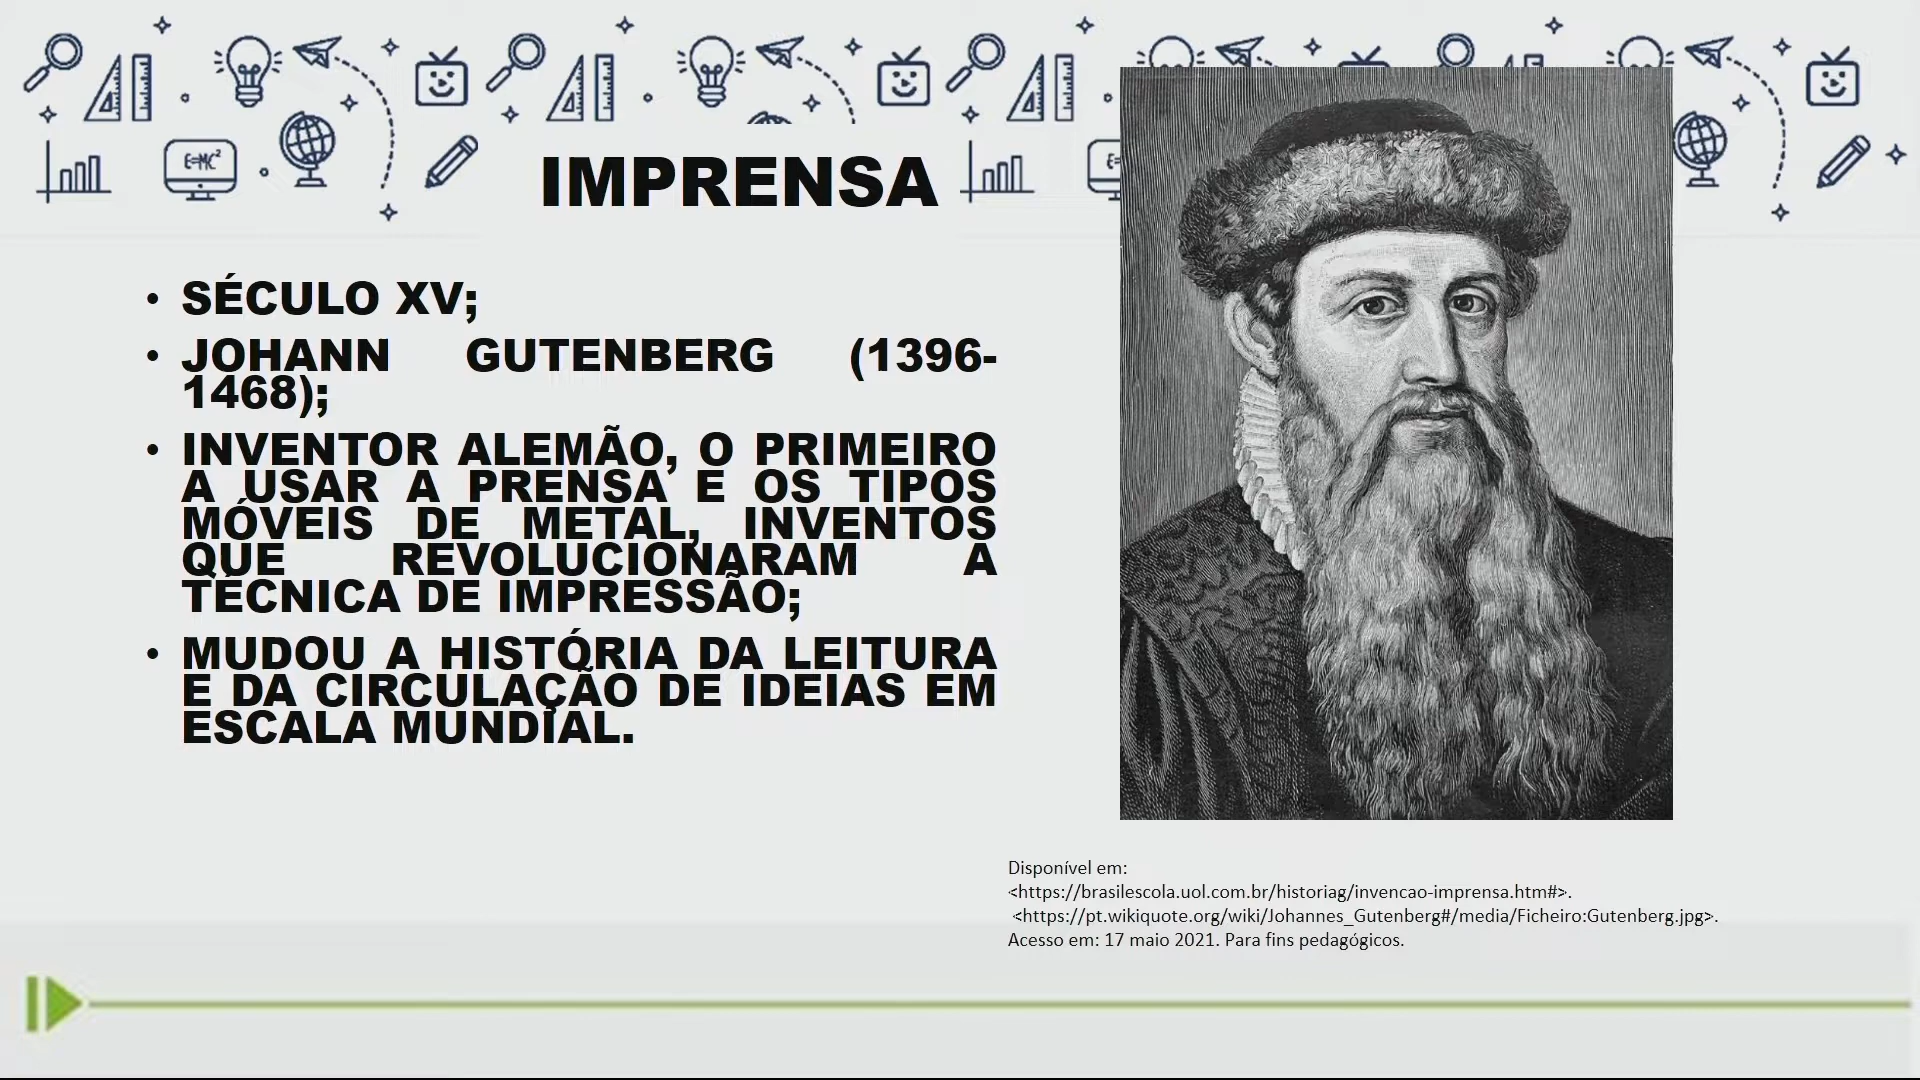 E=MC²
IMPRENSA
• SÉCULO XV;
• JOHANN GUTENBERG (1396-
1468);
• INVENTOR ALEMÃO, O PRIMEIRO
A USAR A PRENSA E OS TIPOS
MÓVEIS DE METAL, INVENTOS
QUE REVOLUCIONARAM A
TÉCNICA DE IMPRESSÃO;
• MUDOU A HISTÓRIA DA LEITURA
E DA CIRCULAÇÃO DE IDEIAS EM
ESCALA MUNDIAL.
Disponível em:
<https://brasilescola.uol.com.br/historiag/invencao-imprensa.htm#>.
<https://pt.wikiquote.org/wiki/Johannes_Gutenberg#/media/Ficheiro:Gutenberg.jpg>.
Acesso em: 17 maio 2021. Para fins pedagógicos.